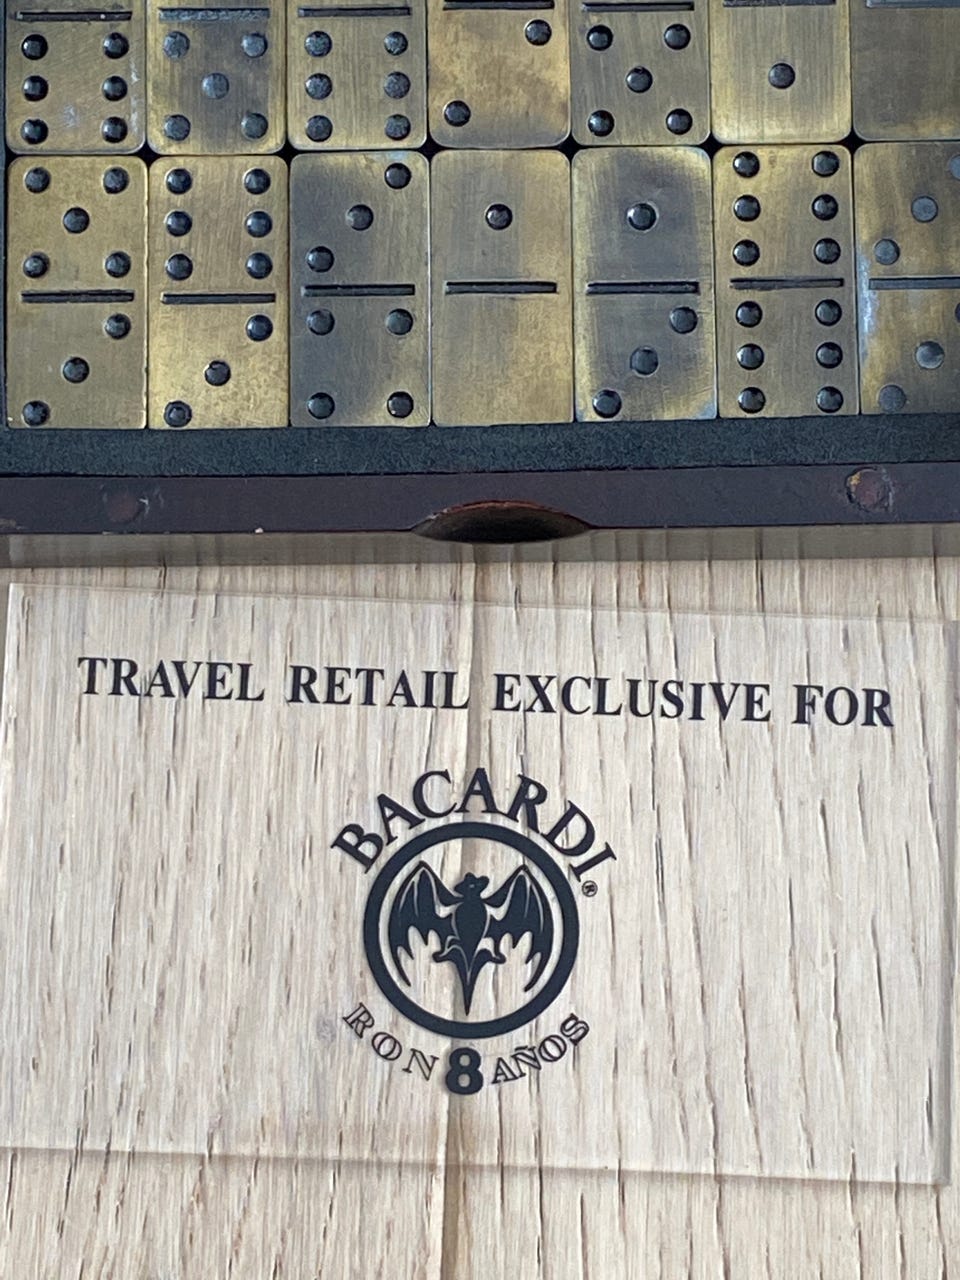 TRAVEL RETAIL EXCLUSIVE FOR
BACARDI®
RON 8 AÑOS